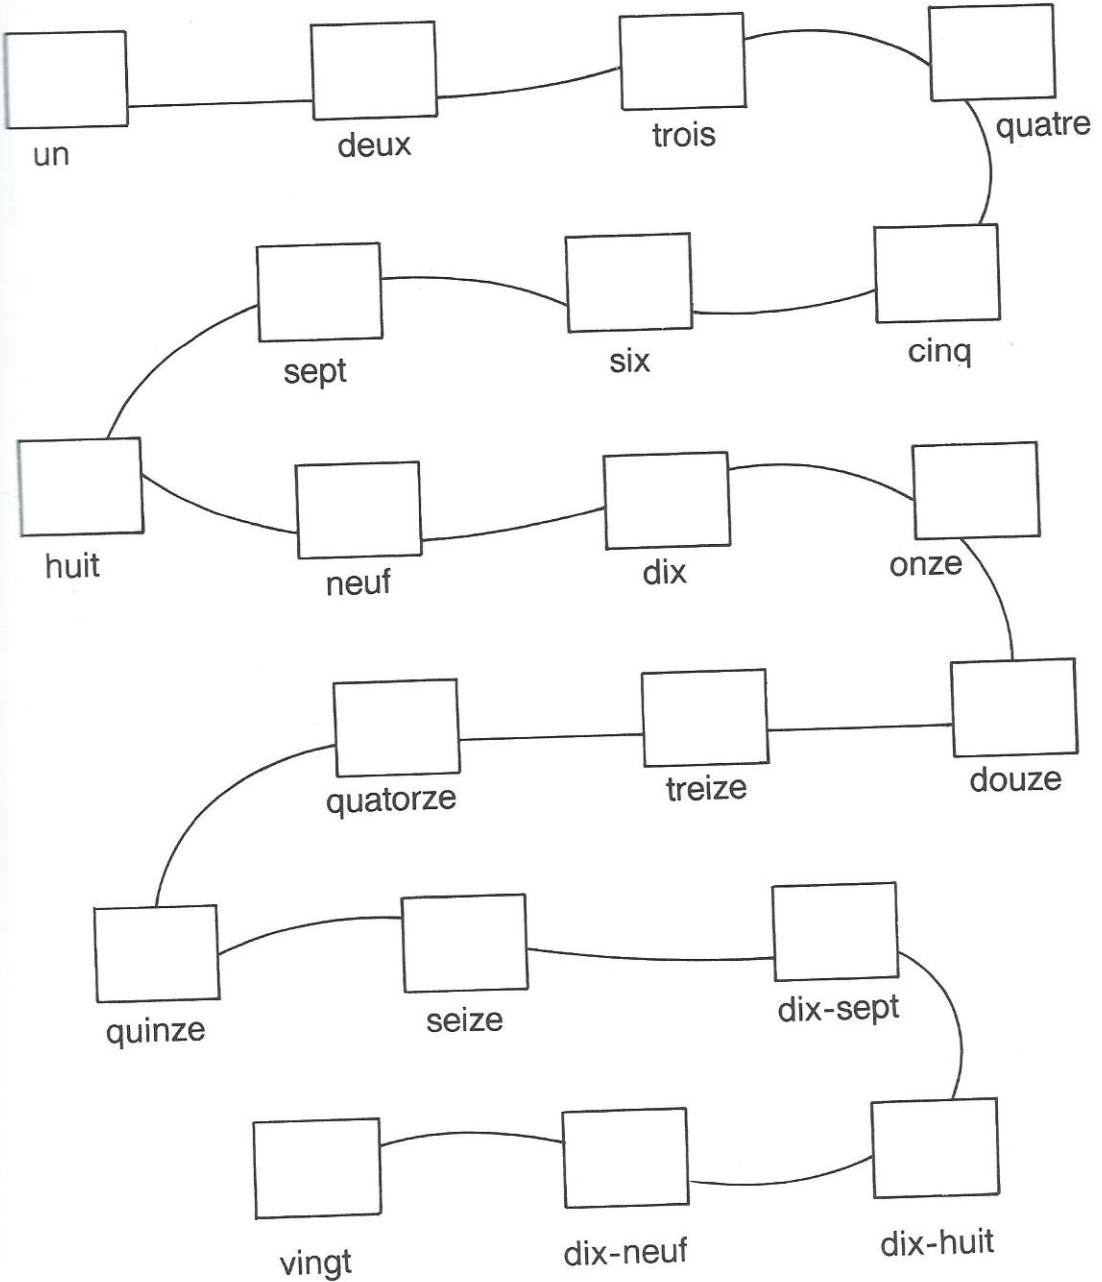 un deux trois quatre
sept six cinq
huit neuf dix onze
quatorze treize douze
quinze seize dix-sept
vingt dix-neuf dix-huit